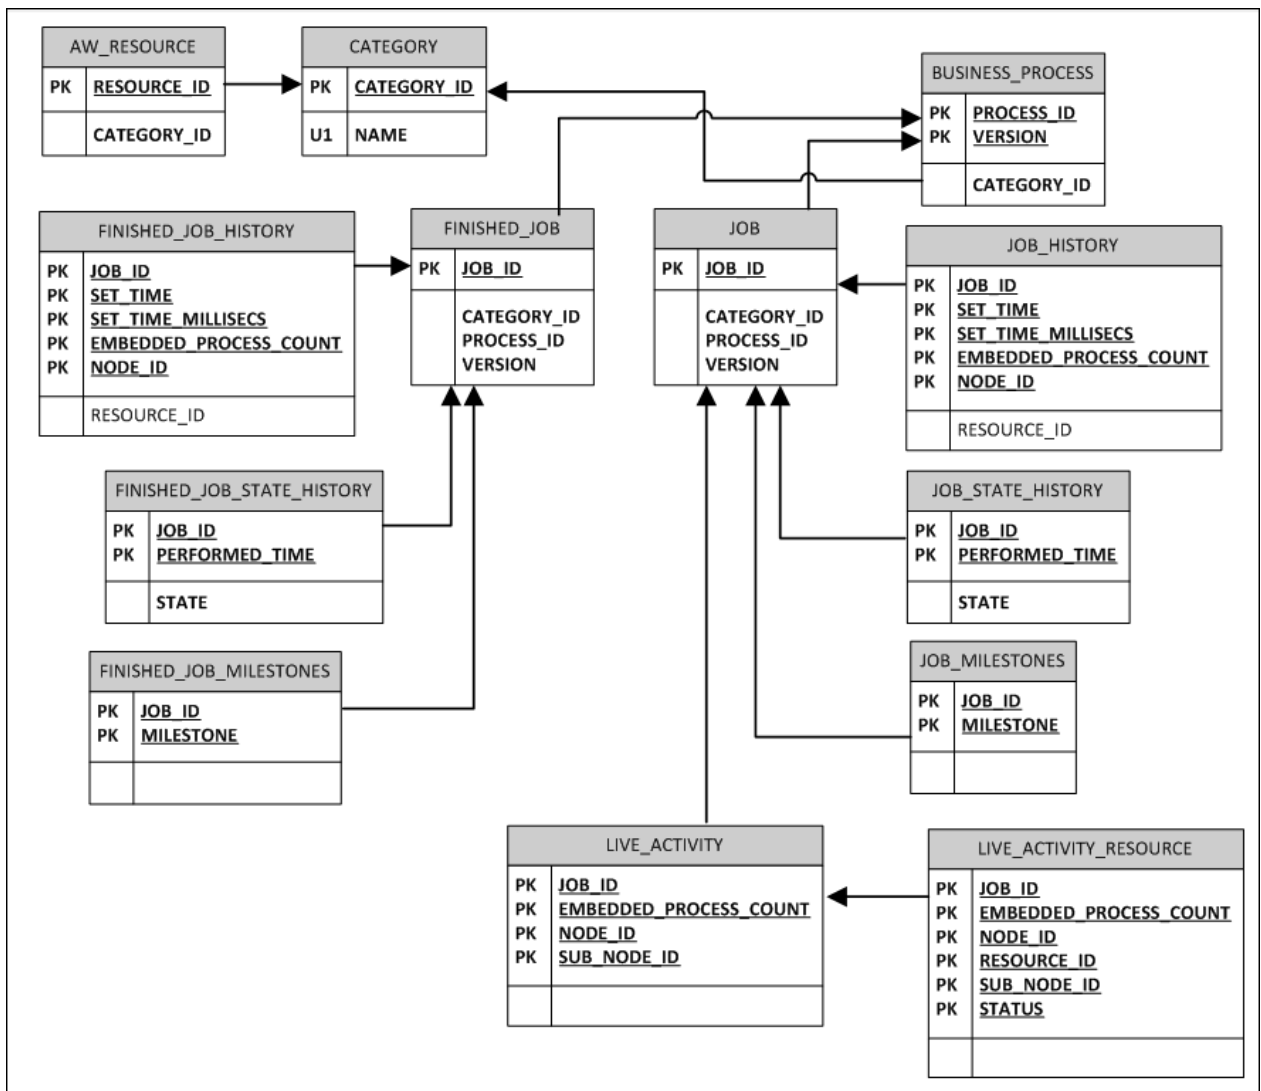 AW_RESOURCE
PK RESOURCE_ID
CATEGORY_ID
CATEGORY
PK CATEGORY_ID
U1 NAME
BUSINESS_PROCESS
PK PROCESS_ID
PK VERSION
CATEGORY_ID
FINISHED_JOB_HISTORY
PK JOB_ID
PK SET_TIME
PK SET_TIME_MILLISECS
PK EMBEDDED_PROCESS_COUNT
PK NODE_ID
RESOURCE_ID
FINISHED_JOB
PK JOB_ID
CATEGORY_ID
PROCESS_ID
VERSION
JOB
PK JOB_ID
CATEGORY_ID
PROCESS_ID
VERSION
JOB_HISTORY
PK JOB_ID
PK SET_TIME
PK SET_TIME_MILLISECS
PK EMBEDDED_PROCESS_COUNT
PK NODE_ID
RESOURCE_ID
FINISHED_JOB_STATE_HISTORY
PK JOB_ID
PK PERFORMED_TIME
STATE
JOB_STATE_HISTORY
PK JOB_ID
PK PERFORMED_TIME
STATE
FINISHED_JOB_MILESTONES
PK JOB_ID
PK MILESTONE
JOB_MILESTONES
PK JOB_ID
PK MILESTONE
LIVE_ACTIVITY
PK JOB_ID
PK EMBEDDED_PROCESS_COUNT
PK NODE_ID
PK SUB_NODE_ID
LIVE_ACTIVITY_RESOURCE
PK JOB_ID
PK EMBEDDED_PROCESS_COUNT
PK NODE_ID
PK RESOURCE_ID
PK SUB_NODE_ID
PK STATUS